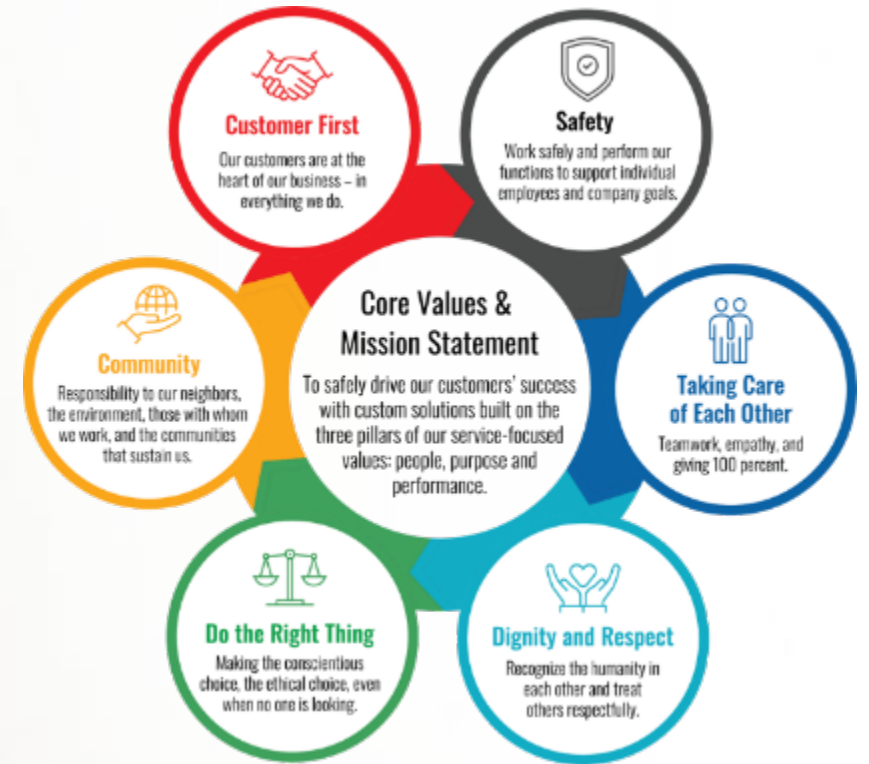 Customer First
Our customers are at the
heart of our business – in
everything we do.
Safety
Work safely and perform our
functions to support individual
employees and company goals.
Core Values &
Mission Statement
To safely drive our customers' success
with custom solutions built on the
three pillars of our service-focused
values: people, purpose and
performance.
Community
Responsibility to our neighbors,
the environment, those with whom
we work, and the communities
that sustain us.
Taking Care
of Each Other
Teamwork, empathy, and
giving 100 percent.
Do the Right Thing
Making the conscientious
choice, the ethical choice, even
when no one is looking.
Dignity and Respect
Recognize the humanity in
each other and treat
others respectfully.